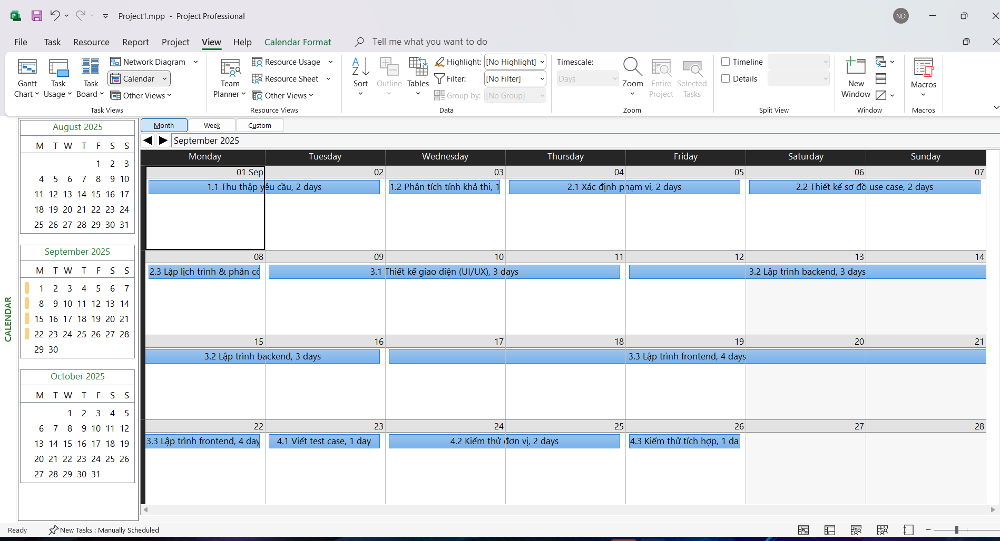 Project1.mpp - Project Professional
ND
File Task Resource Report Project View Help Calendar Format Tell me what you want to do
Gantt Chart
Task Usage
Task Board
Network Diagram
Calendar
Other Views
Task Views
Team Planner
Resource Usage
Resource Sheet
Other Views
Resource Views
Sort
Outline
Tables
Highlight: [No Highlight]
Filter: [No Filter]
Group by: [No Group]
Data
Timescale:
Days
Zoom
Entire Project
Selected Tasks
Zoom
Timeline
Details
Split View
New Window
Window
Macros
Macros
CALENDAR
August 2025
M T W T F S S
1 2 3
4 5 6 7 8 9 10
11 12 13 14 15 16 17
18 19 20 21 22 23 24
25 26 27 28 29 30 31
September 2025
M T W T F S S
1 2 3 4 5 6 7
8 9 10 11 12 13 14
15 16 17 18 19 20 21
22 23 24 25 26 27 28
29 30
October 2025
M T W T F S S
1 2 3 4 5
6 7 8 9 10 11 12
13 14 15 16 17 18 19
20 21 22 23 24 25 26
27 28 29 30 31
Month Week Custom
September 2025
Monday Tuesday Wednesday Thursday Friday Saturday Sunday
01 Sep 02 03 04 05 06 07
1.1 Thu thập yêu cầu, 2 days 1.2 Phân tích tính khả thi, 1 2.1 Xác định phạm vi, 2 days 2.2 Thiết kế sơ đồ use case, 2 days
08 09 10 11 12 13 14
2.3 Lập lịch trình & phân cô 3.1 Thiết kế giao diện (UI/UX), 3 days 3.2 Lập trình backend, 3 days
15 16 17 18 19 20 21
3.2 Lập trình backend, 3 days 3.3 Lập trình frontend, 4 days
22 23 24 25 26 27 28
3.3 Lập trình frontend, 4 day 4.1 Viết test case, 1 day 4.2 Kiểm thử đơn vị, 2 days 4.3 Kiểm thử tích hợp, 1 da
Ready New Tasks : Manually Scheduled